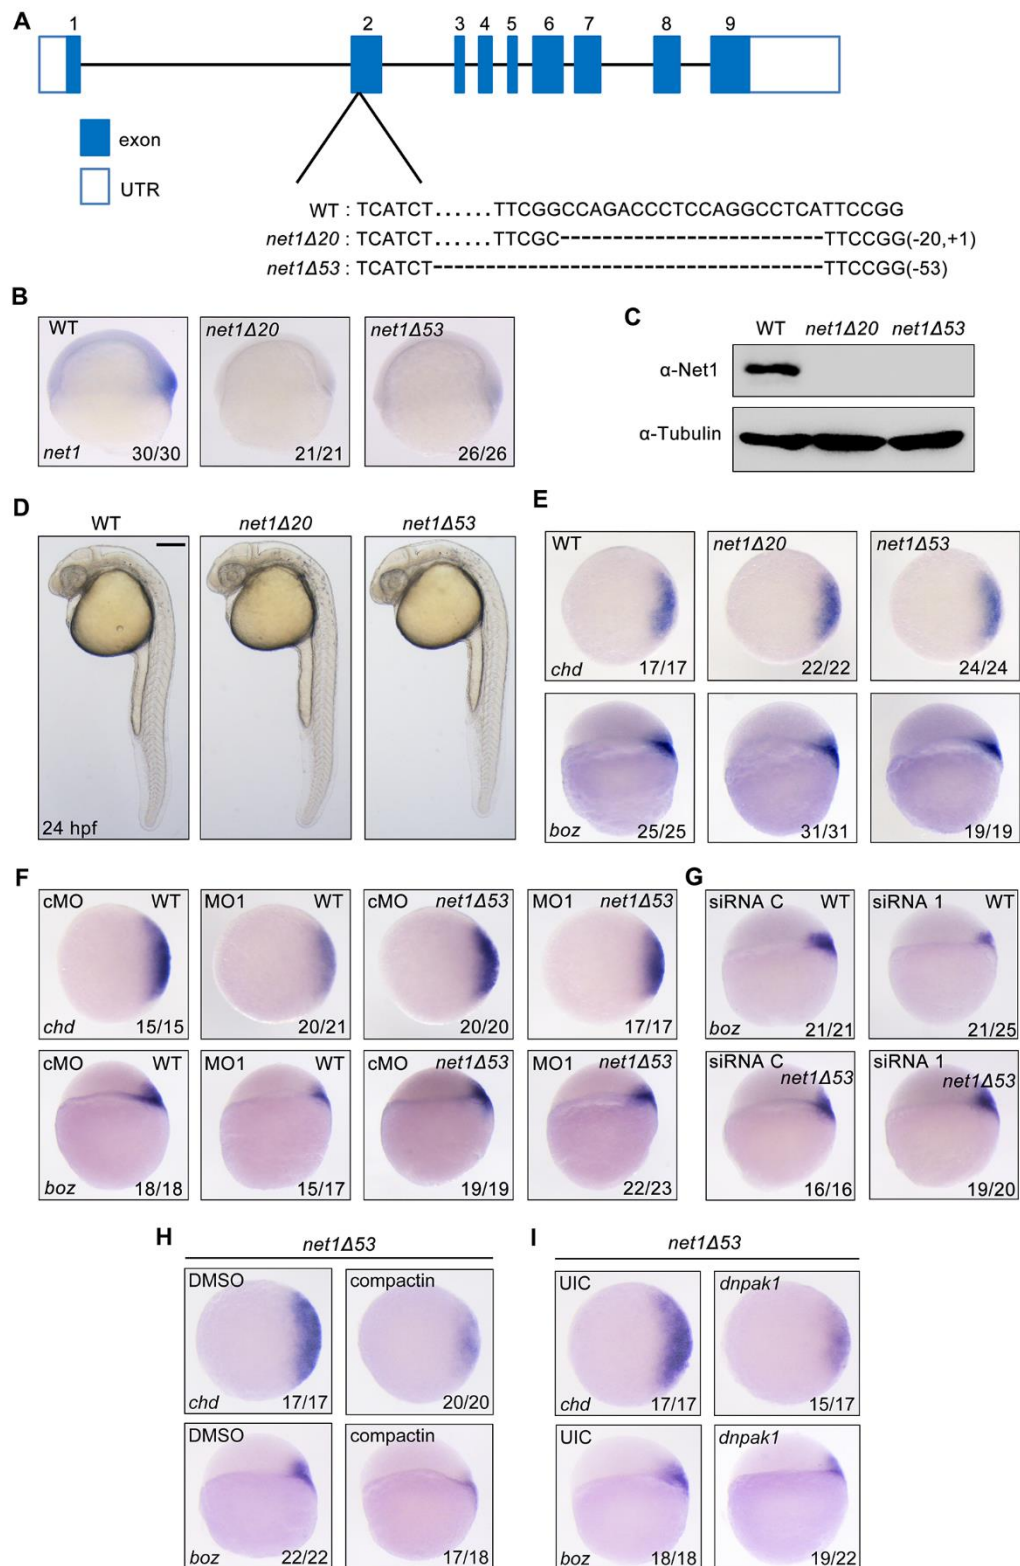 A
1 2 3 4 5 6 7 8 9
exon
UTR
WT : TCATCT......TTCGGCCAGACCCTCCAGGCCTCATTCCGG
net1Δ20 : TCATCT......TTCGC--------------------TTCCGG(-20,+1)
net1Δ53 : TCATCT------------------------------TTCCGG(-53)
B
WT net1Δ20 net1Δ53
net1 30/30 21/21 26/26
C
WT net1Δ20 net1Δ53
α-Net1
α-Tubulin
D
WT net1Δ20 net1Δ53
24 hpf
E
WT net1Δ20 net1Δ53
chd 17/17 22/22 24/24
boz 25/25 31/31 19/19
F
cMO WT MO1 WT cMO net1Δ53 MO1 net1Δ53
chd 15/15 20/21 20/20 17/17
cMO WT MO1 WT cMO net1Δ53 MO1 net1Δ53
boz 18/18 15/17 19/19 22/23
G
siRNA C WT siRNA 1 WT
boz 21/21 21/25
siRNA C siRNA 1
net1Δ53 net1Δ53
16/16 19/20
H
net1Δ53
DMSO compactin
chd 17/17 20/20
DMSO compactin
boz 22/22 17/18
I
net1Δ53
UIC dnpak1
chd 17/17 15/17
UIC dnpak1
boz 18/18 19/22